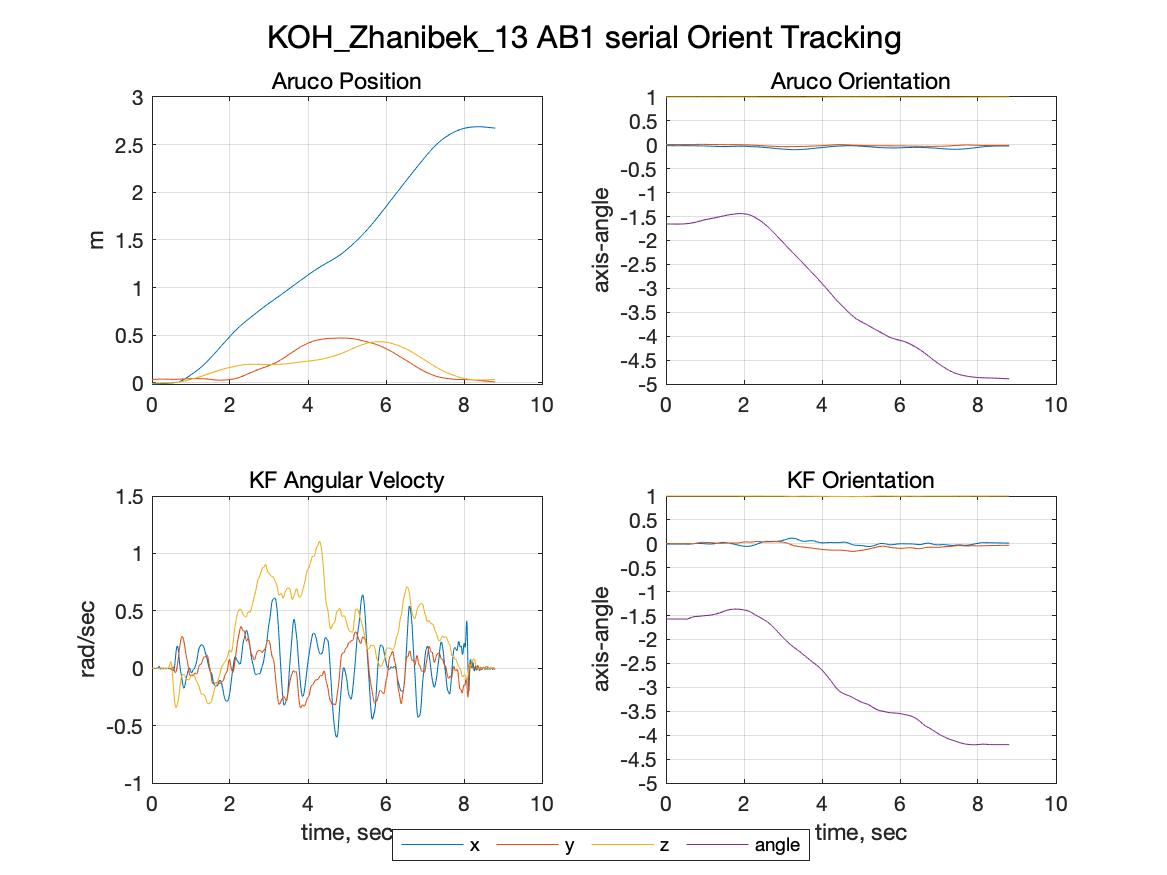 KOH_Zhanibek_13 AB1 serial Orient Tracking
Aruco Position
3
2.5
2
1.5
1
0.5
0
m
0 2 4 6 8 10
Aruco Orientation
1
0.5
0
-0.5
-1
-1.5
-2
-2.5
-3
-3.5
-4
-4.5
-5
axis-angle
0 2 4 6 8 10
KF Angular Velocty
1.5
1
0.5
0
-0.5
-1
rad/sec
0 2 4 6 8 10
time, sec
KF Orientation
1
0.5
0
-0.5
-1
-1.5
-2
-2.5
-3
-3.5
-4
-4.5
-5
axis-angle
0 2 4 6 8 10
time, sec
x y z angle